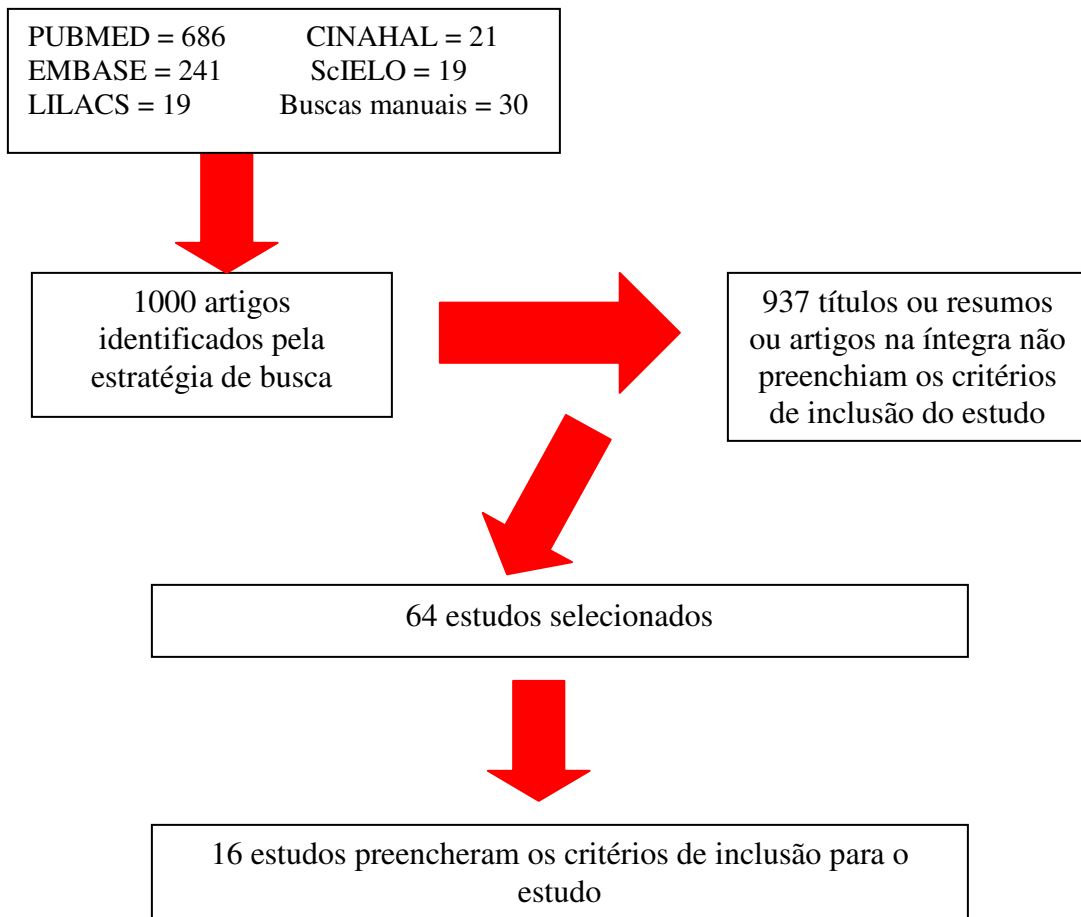 PUBMED = 686 CINAHAL = 21
EMBASE = 241 ScIELO = 19
LILACS = 19 Buscas manuais = 30
1000 artigos
identificados pela
estratégia de busca
937 títulos ou resumos
ou artigos na íntegra não
preenchiam os critérios
de inclusão do estudo
64 estudos selecionados
16 estudos preencheram os critérios de inclusão para o
estudo